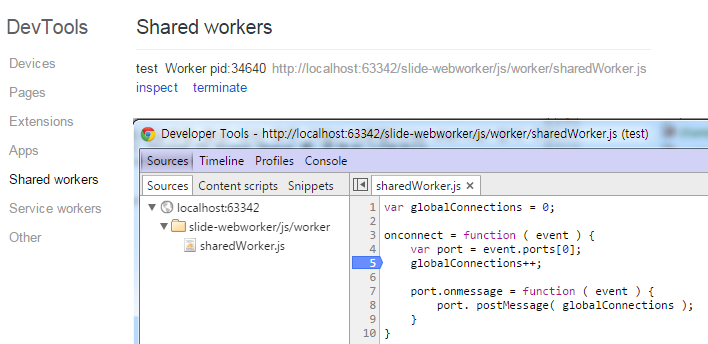 DevTools
Devices
Pages
Extensions
Apps
Shared workers
Service workers
Other
Shared workers
test Worker pid:34640 http://localhost:63342/slide-webworker/js/worker/sharedWorker.js
inspect terminate
Developer Tools - http://localhost:63342/slide-webworker/js/worker/sharedWorker.js (test)
Sources Timeline Profiles Console
Sources Content scripts Snippets
localhost:63342
slide-webworker/js/worker
sharedWorker.js
sharedWorker.js ×
1 var globalConnections = 0;
2
3 onconnect = function ( event ) {
4 var port = event.ports[0];
5 globalConnections++;
6
7 port.onmessage = function ( event ) {
8 port. postMessage( globalConnections );
9 }
10 }